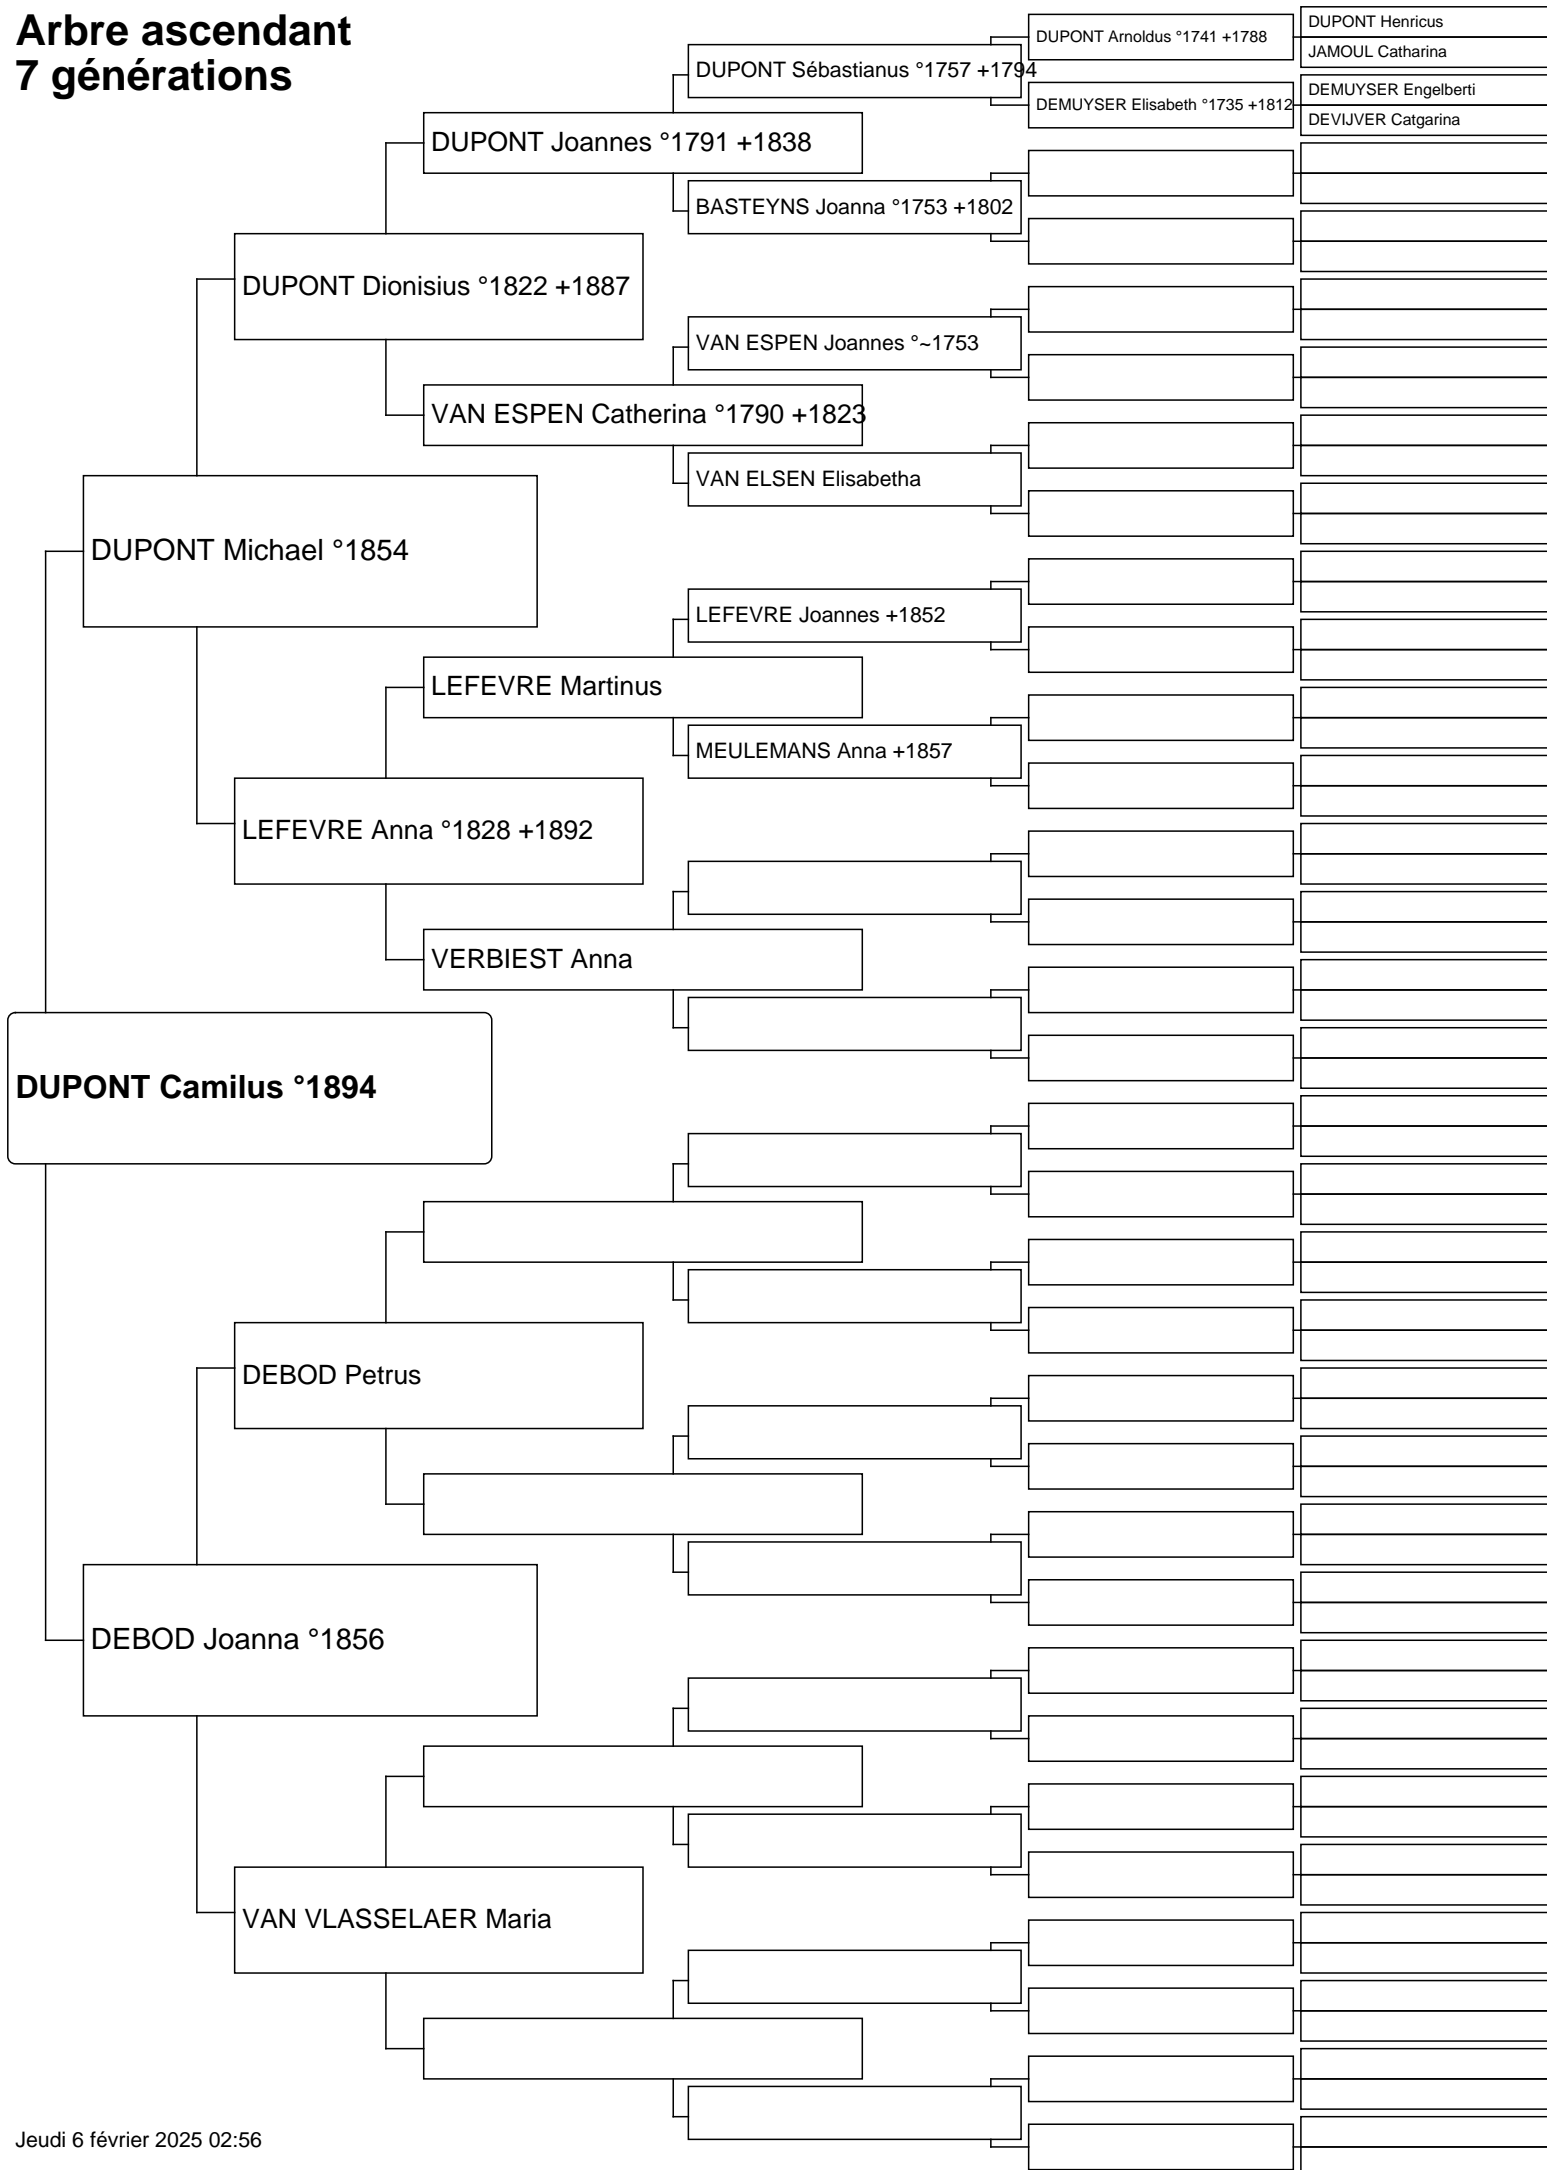 Arbre ascendant
7 générations
DUPONT Henricus
DUPONT Arnoldus °1741 +1788
JAMOUL Catharina
DUPONT Sébastianus °1757 +1794
DEMUYSER Engelberti
DEMUYSER Elisabeth °1735 +1812
DEVIJVER Catgarina
DUPONT Joannes °1791 +1838
BASTEYNS Joanna °1753 +1802
DUPONT Dionisius °1822 +1887
VAN ESPEN Joannes °~1753
VAN ESPEN Catherina °1790 +1823
VAN ELSEN Elisabetha
DUPONT Michael °1854
LEFEVRE Joannes +1852
LEFEVRE Martinus
MEULEMANS Anna +1857
LEFEVRE Anna °1828 +1892
VERBIEST Anna
DUPONT Camilus °1894
DEBOD Petrus
DEBOD Joanna °1856
VAN VLASSELAER Maria
Jeudi 6 février 2025 02:56